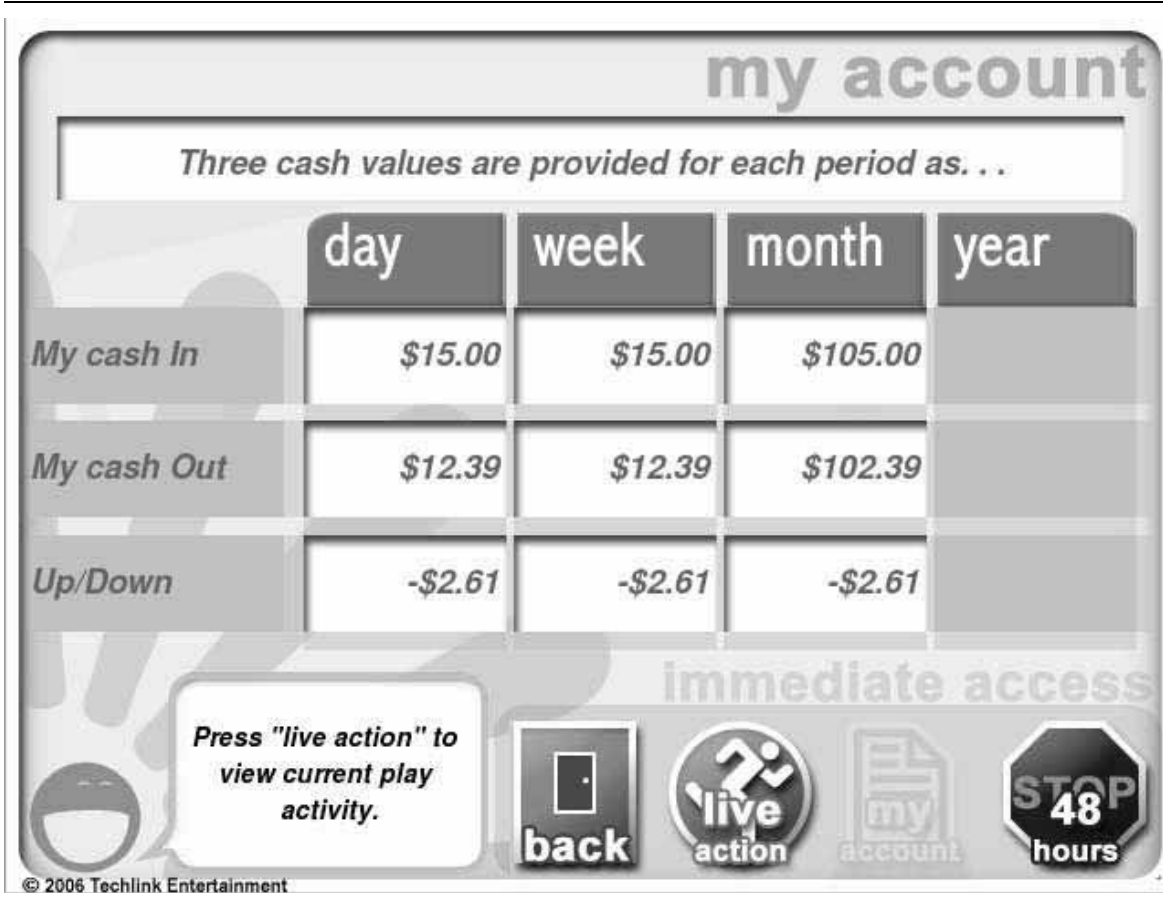 my account
Three cash values are provided for each period as. . .
day week month year
My cash In $15.00 $15.00 $105.00
My cash Out $12.39 $12.39 $102.39
Up/Down -$2.61 -$2.61 -$2.61
immediate access
Press "live action" to
view current play
activity.
back
live
action
my
account
STOP
48
hours
© 2006 Techlink Entertainment